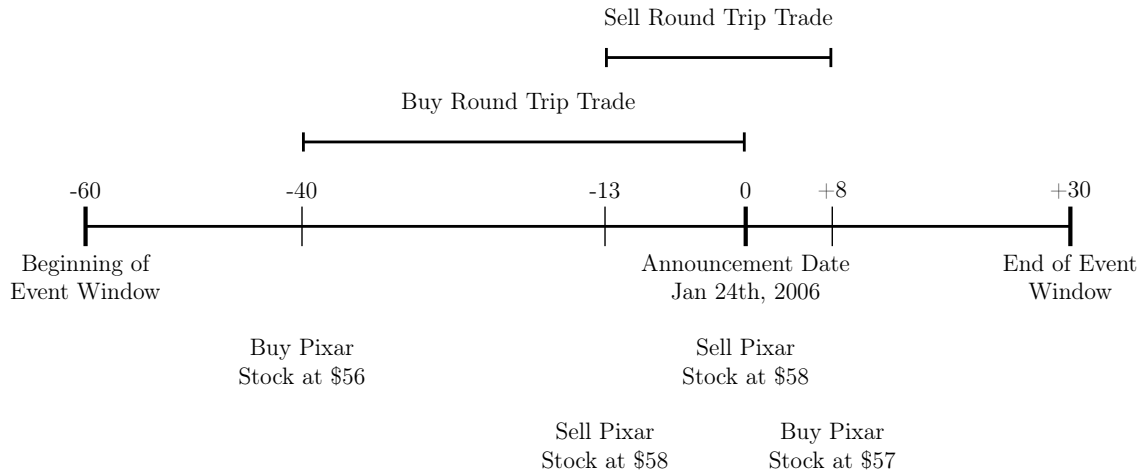 Sell Round Trip Trade
Buy Round Trip Trade
-60
-40
-13
0
+8
+30
Beginning of
Event Window
Announcement Date
Jan 24th, 2006
End of Event
Window
Buy Pixar
Stock at $56
Sell Pixar
Stock at $58
Sell Pixar
Stock at $58
Buy Pixar
Stock at $57